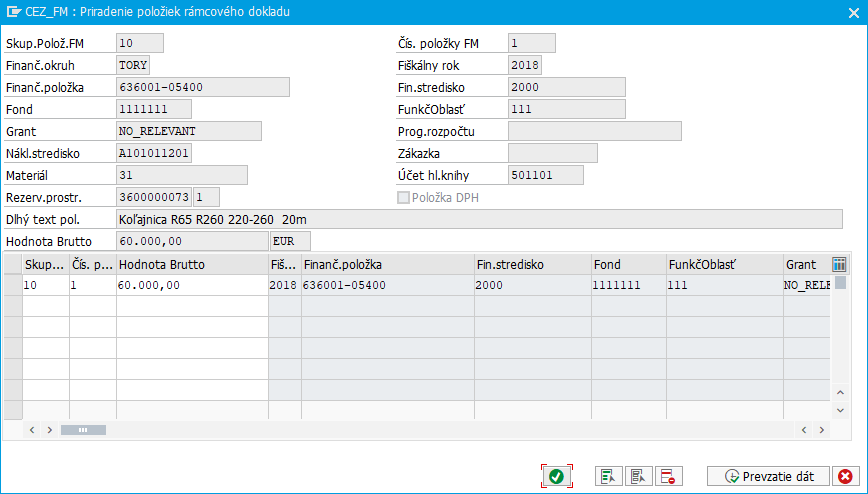 CEZ_FM : Priradenie položiek rámcového dokladu
Skup.Polož.FM 10 Čís. položky FM 1
Finanč.okruh TORY Fiškálny rok 2018
Finanč.položka 636001-05400 Fin.stredisko 2000
Fond 1111111 FunkčOblasť 111
Grant NO_RELEVANT Prog.rozpočtu
Nákl.stredisko A101011201 Zákazka
Materiál 31 Účet hl.knihy 501101
Rezerv.prostr. 3600000073 1 Položka DPH
Dlhý text pol. Koľajnica R65 R260 220-260 20m
Hodnota Brutto 60.000,00 EUR
Skup... Čís. p... Hodnota Brutto Fiš... Finanč.položka Fin.stredisko Fond FunkčOblasť Grant
10 1 60.000,00 2018 636001-05400 2000 1111111 111 NO_RELE
Prevzatie dát